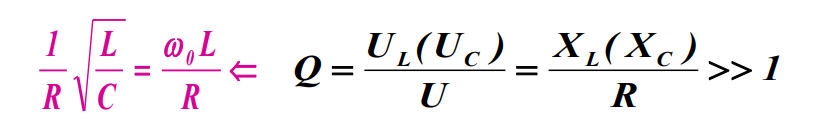 1/R √(L/C) = ω₀L/R ⇐ Q = U_L(U_C)/U = X_L(X_C)/R >> 1